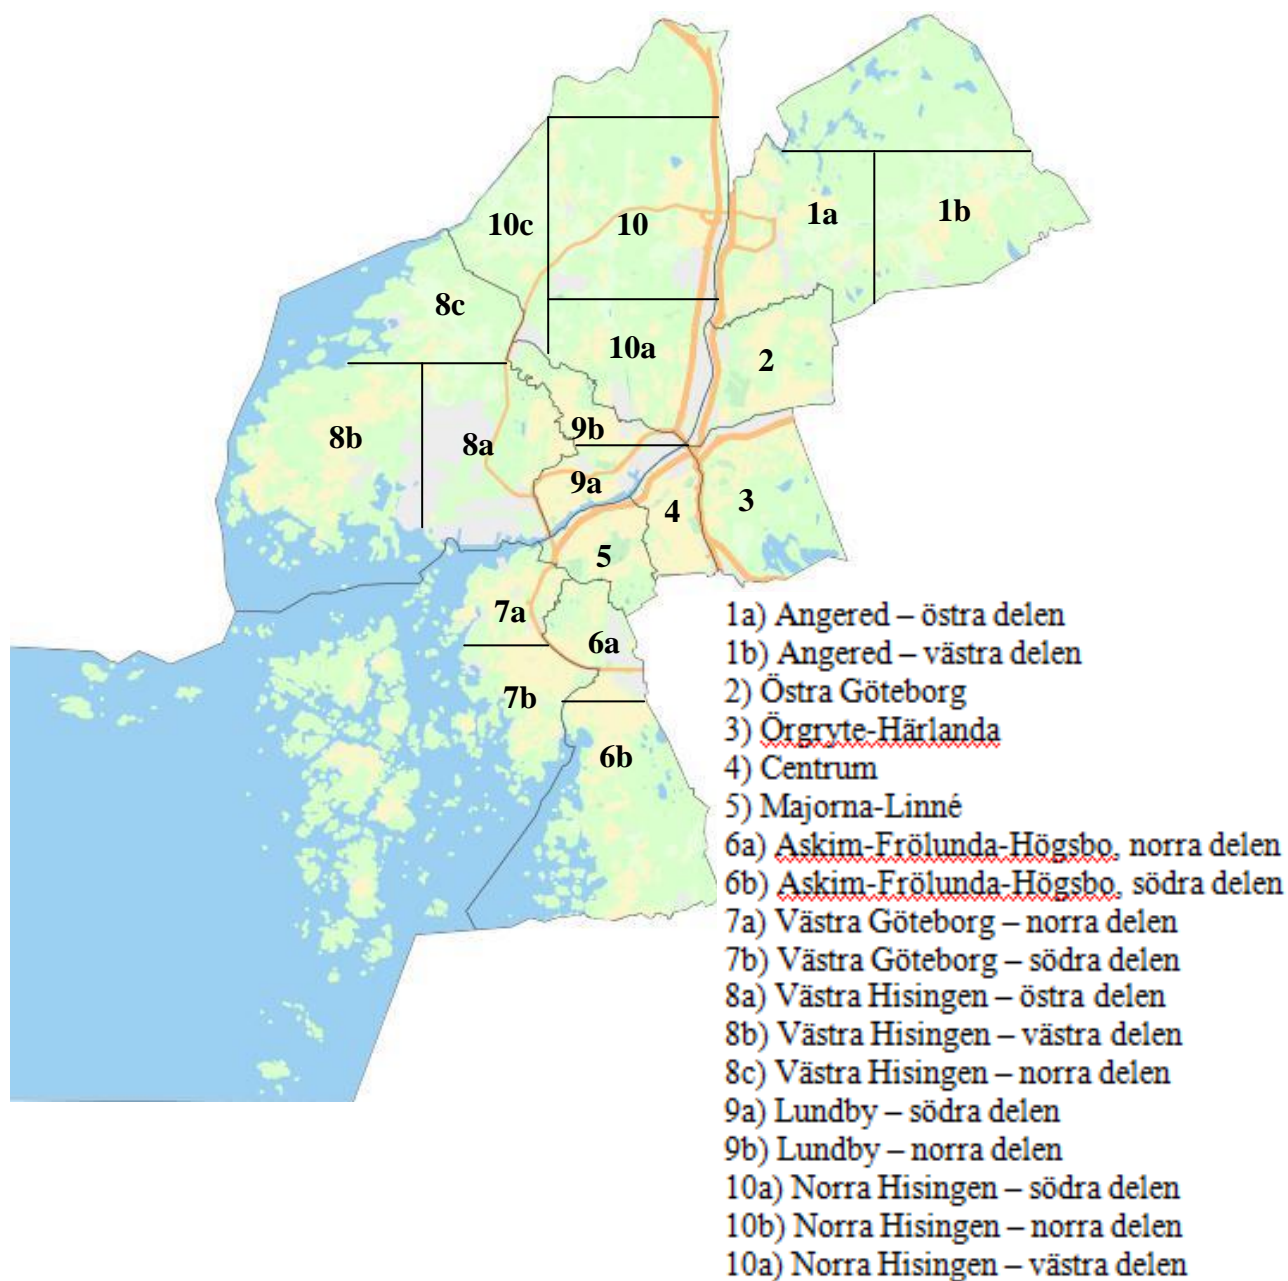 10c
10
1a
1b
8c
10a
2
8b
8a
9b
9a
4
3
5
7a
6a
7b
6b
1a) Angered – östra delen
1b) Angered – västra delen
2) Östra Göteborg
3) Örgryte-Härlanda
4) Centrum
5) Majorna-Linné
6a) Askim-Frölunda-Högsbo, norra delen
6b) Askim-Frölunda-Högsbo, södra delen
7a) Västra Göteborg – norra delen
7b) Västra Göteborg – södra delen
8a) Västra Hisingen – östra delen
8b) Västra Hisingen – västra delen
8c) Västra Hisingen – norra delen
9a) Lundby – södra delen
9b) Lundby – norra delen
10a) Norra Hisingen – södra delen
10b) Norra Hisingen – norra delen
10a) Norra Hisingen – västra delen